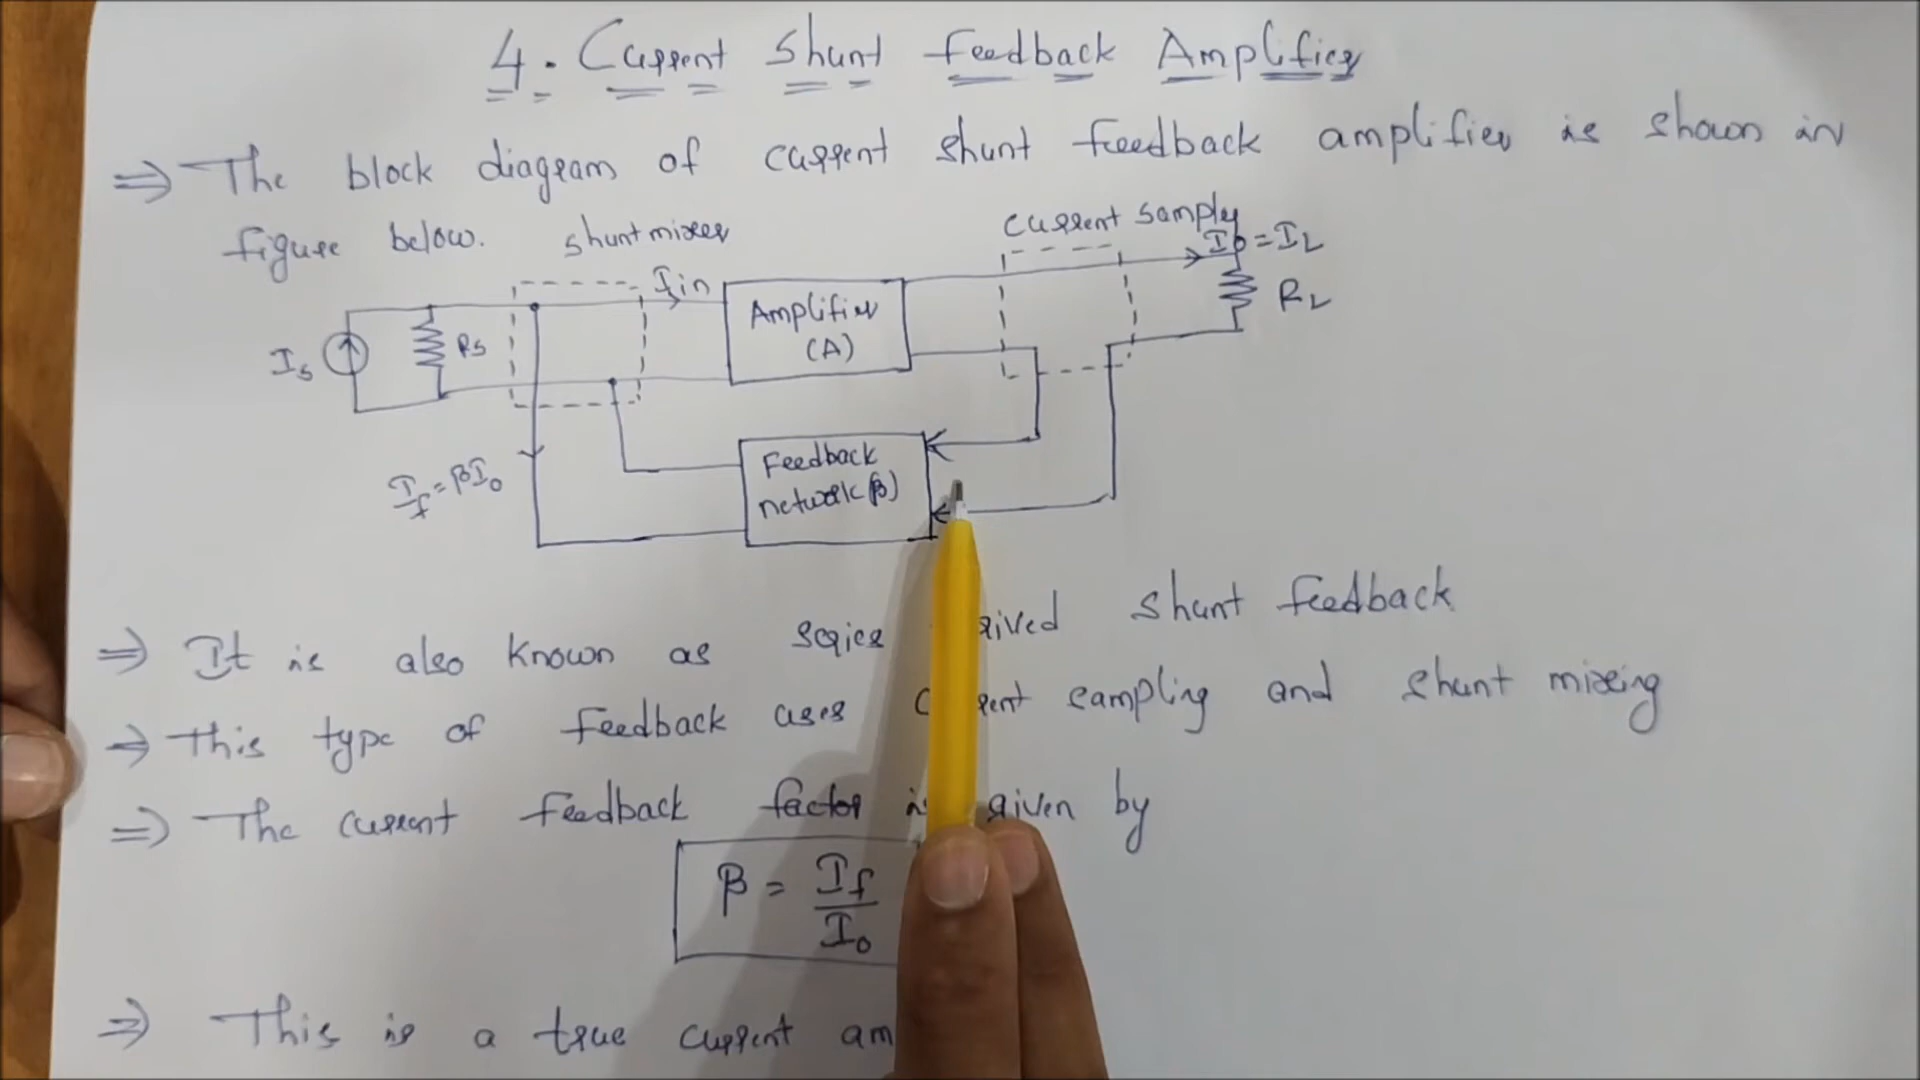 4. Current Shunt Feedback Amplifier
⇒ The block diagram of current shunt feedback amplifier is shown in
figure below.
shunt mixer
current sampler
Iin
Io = IL
Amplifier
(A)
RL
Is
Rs
If = βIo
Feedback
network(β)
⇒ It is also known as series shunt feedback
⇒ This type of feedback uses sampling and shunt mixing
⇒ The current feedback factor is given by
β = If / Io
⇒ This is a true current am